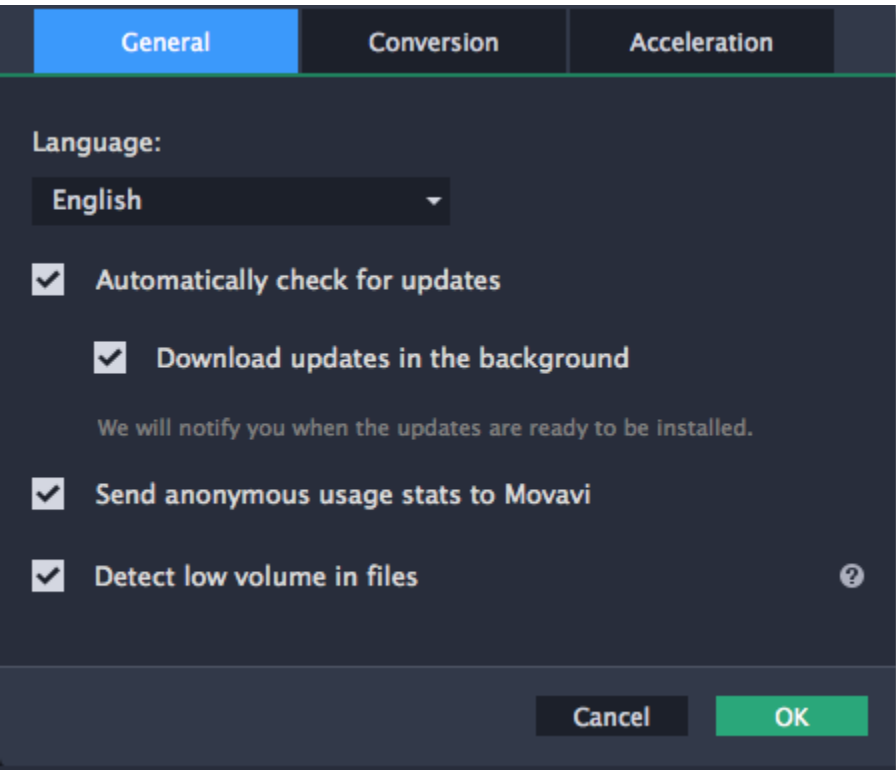 General Conversion Acceleration
Language:
English
Automatically check for updates
Download updates in the background
We will notify you when the updates are ready to be installed.
Send anonymous usage stats to Movavi
Detect low volume in files ?
Cancel OK